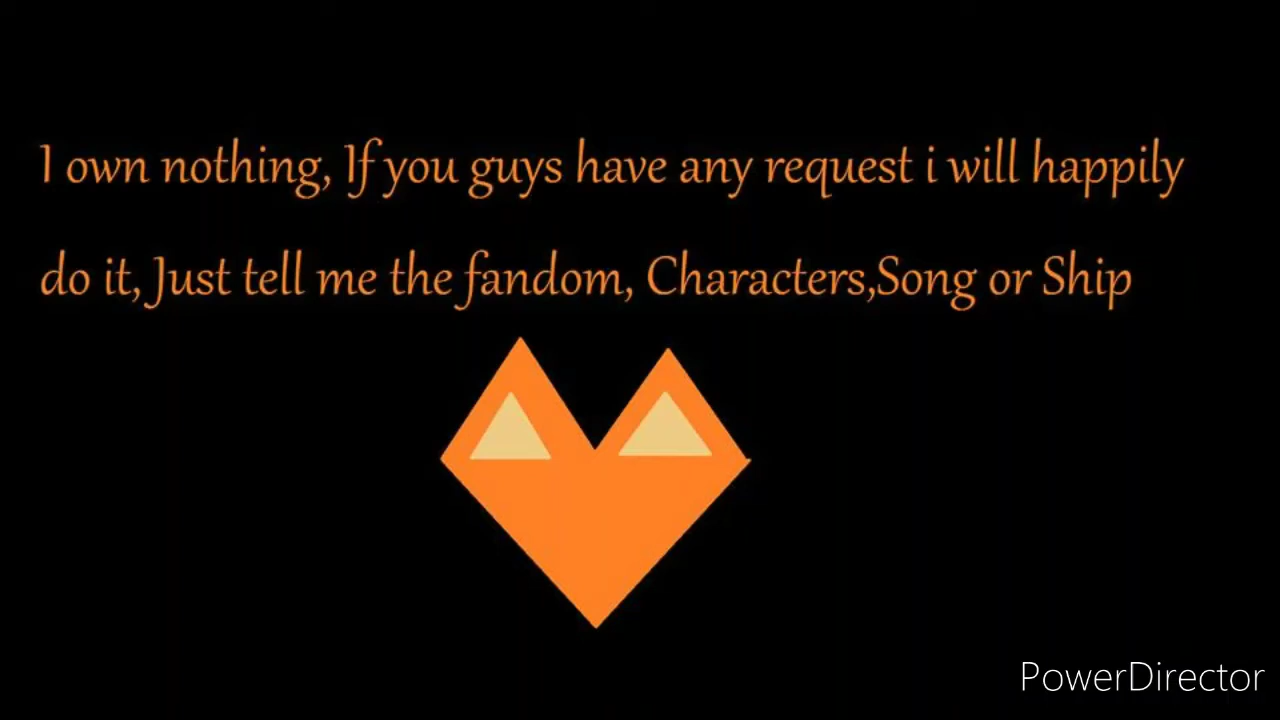 I own nothing, If you guys have any request i will happily
do it, Just tell me the fandom, Characters,Song or Ship
PowerDirector